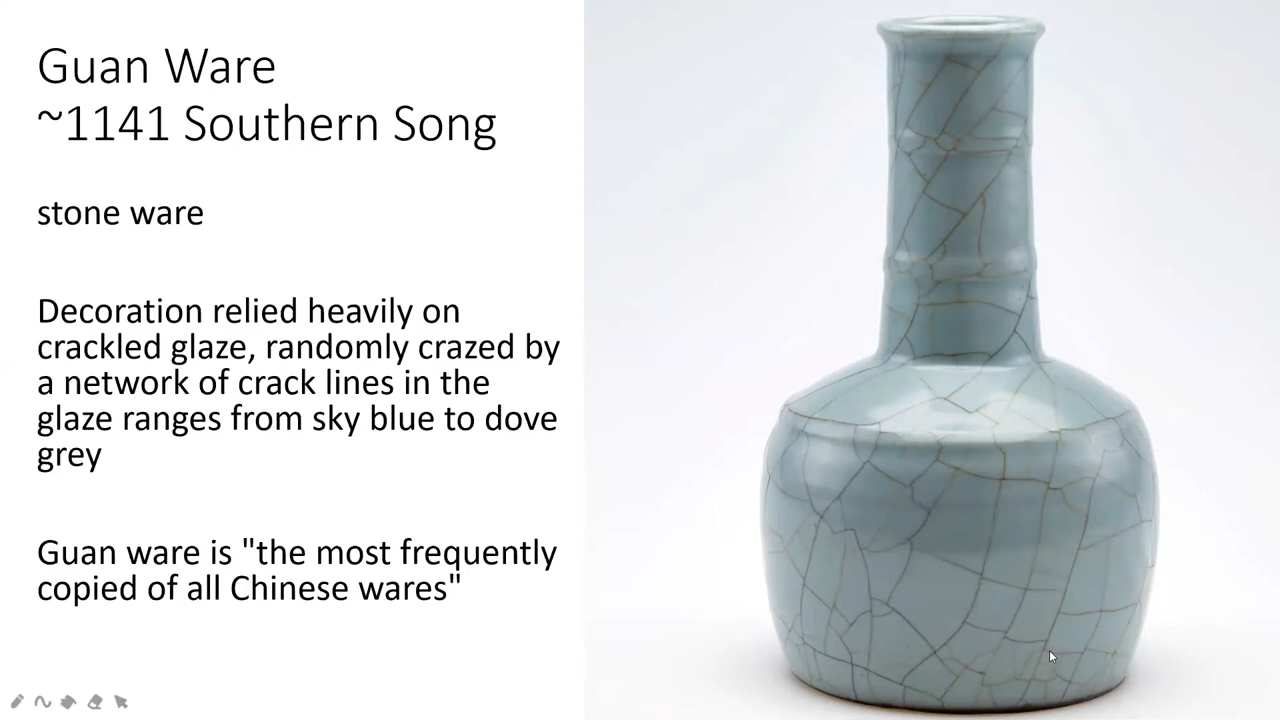 Guan Ware
~1141 Southern Song
stone ware
Decoration relied heavily on
crackled glaze, randomly crazed by
a network of crack lines in the
glaze ranges from sky blue to dove
grey
Guan ware is "the most frequently
copied of all Chinese wares"